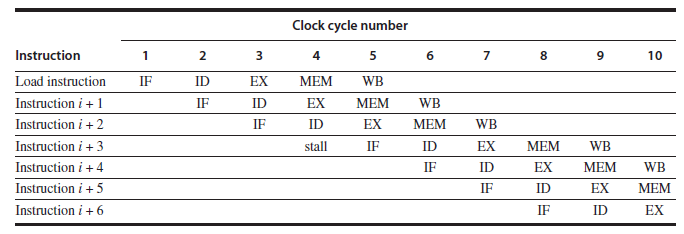 Clock cycle number
Instruction 1 2 3 4 5 6 7 8 9 10
Load instruction IF ID EX MEM WB
Instruction i + 1 IF ID EX MEM WB
Instruction i + 2 IF ID EX MEM WB
Instruction i + 3 stall IF ID EX MEM WB
Instruction i + 4 IF ID EX MEM WB
Instruction i + 5 IF ID EX MEM
Instruction i + 6 IF ID EX